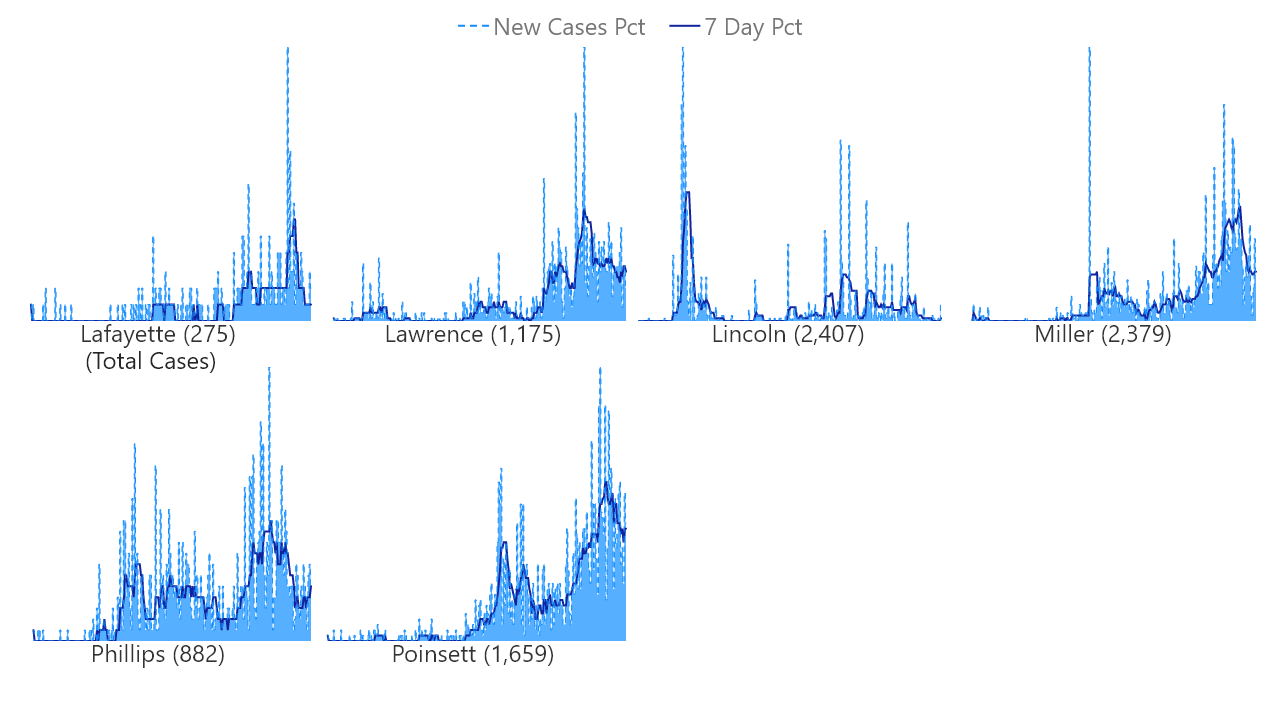 New Cases Pct 7 Day Pct
Lafayette (275) Lawrence (1,175) Lincoln (2,407) Miller (2,379)
(Total Cases)
Phillips (882) Poinsett (1,659)